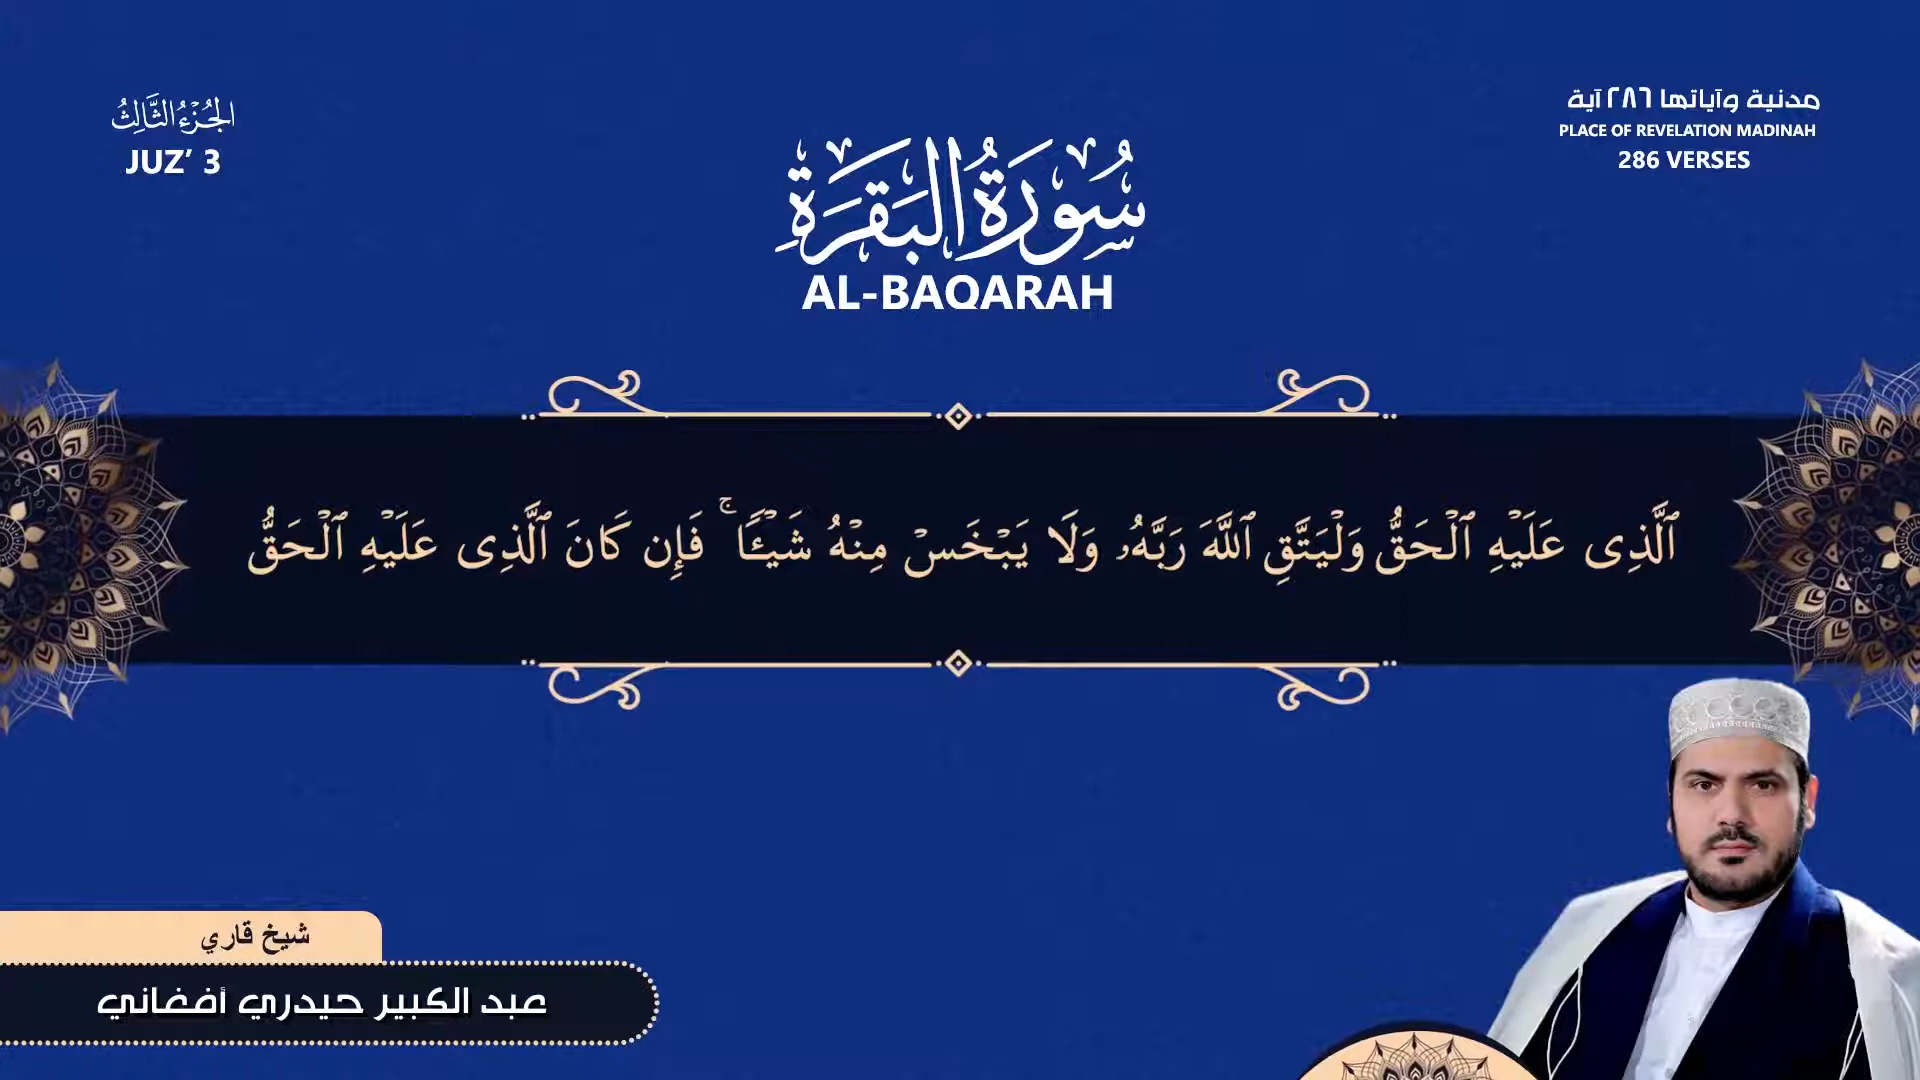 الجُزْءُ الثَّالِثُ
JUZ’ 3
مدنية وآياتها ٢٨٦ آية
PLACE OF REVELATION MADINAH
286 VERSES
سُورَةُ البَقَرَةِ
AL-BAQARAH
ٱلَّذِى عَلَيْهِ ٱلْحَقُّ وَلْيَتَّقِ ٱللَّهَ رَبَّهُۥ وَلَا يَبْخَسْ مِنْهُ شَيْـًٔا ۚ فَإِن كَانَ ٱلَّذِى عَلَيْهِ ٱلْحَقُّ
شيخ قاري
عبد الكبير حيدري أفغاني